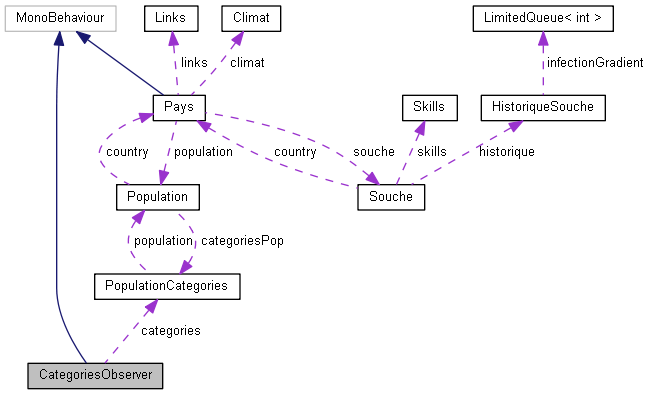 MonoBehaviour
Links
Climat
LimitedQueue< int >
links
climat
infectionGradient
Pays
Skills
HistoriqueSouche
country
population
souche
country
skills
historique
Population
Souche
population
categoriesPop
PopulationCategories
categories
CategoriesObserver